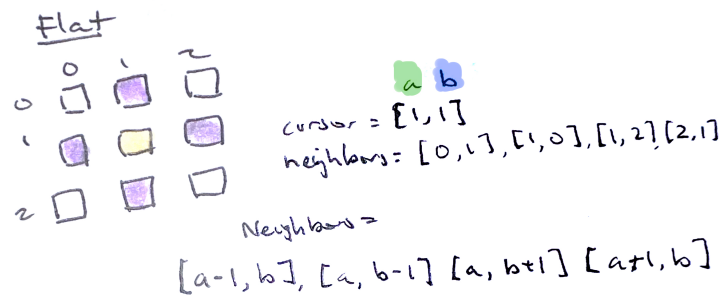 Flat
0 1 2
0
1
2
a b
cursor = [1,1]
neighbors = [0,1],[1,0],[1,2],[2,1]
Neighbors =
[a-1,b], [a,b-1] [a,b+1] [a+1,b]